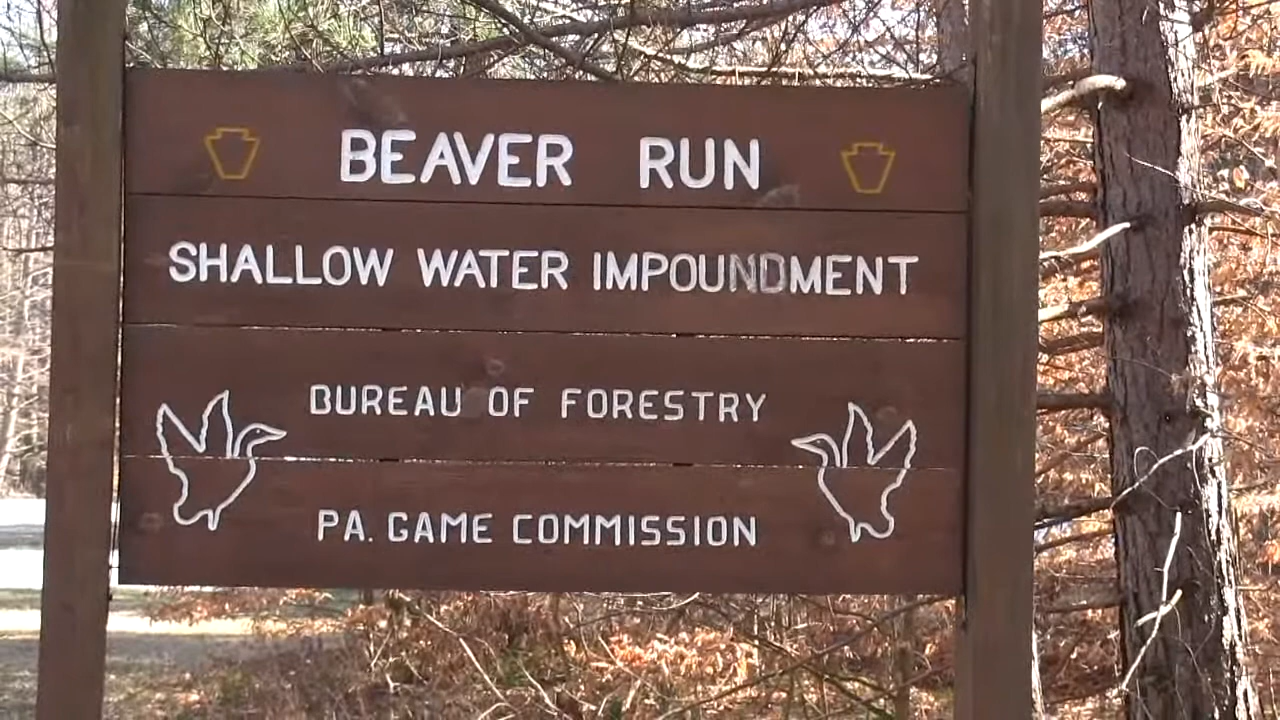 BEAVER RUN
SHALLOW WATER IMPOUNDMENT
BUREAU OF FORESTRY
PA. GAME COMMISSION